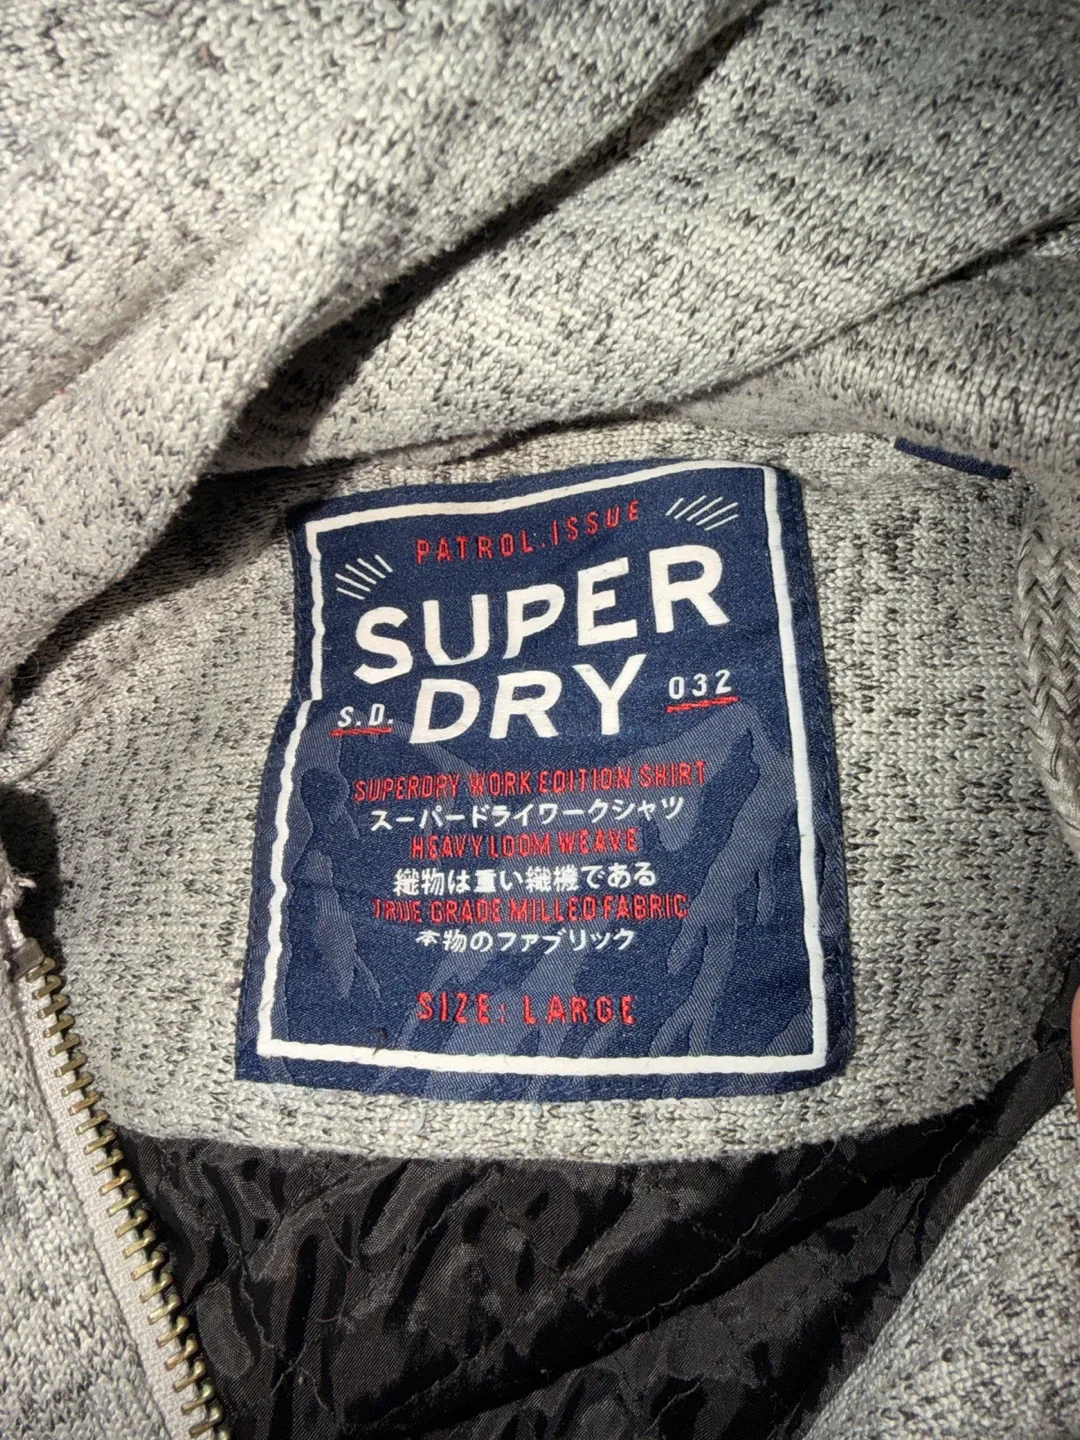 PATROL.ISSUE
SUPER
S.D. DRY 032
SUPERDRY WORK EDITION SHIRT
スーパードライワークシャツ
HEAVY LOOM WEAVE
織物は重い織機である
TRUE GRADE MILLED FABRIC
本物のファブリック
SIZE: LARGE